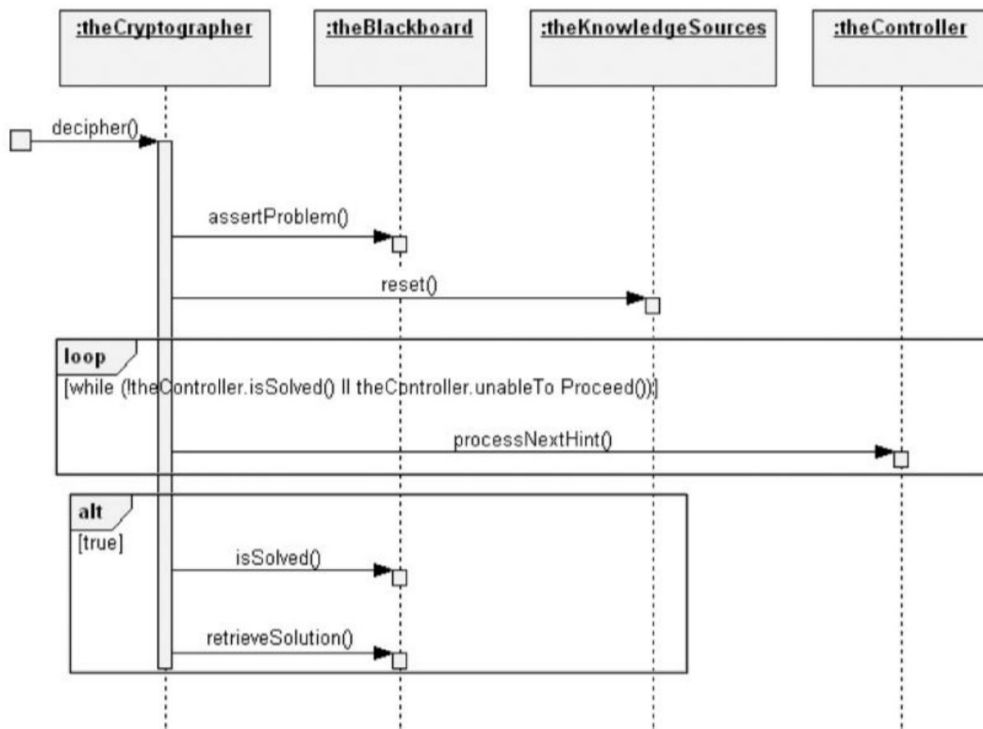 :theCryptographer
:theBlackboard
:theKnowledgeSources
:theController
decipher()
assertProblem()
reset()
loop
[while (!theController.isSolved() || theController.unableTo Proceed())]
processNextHint()
alt
[true]
isSolved()
retrieveSolution()